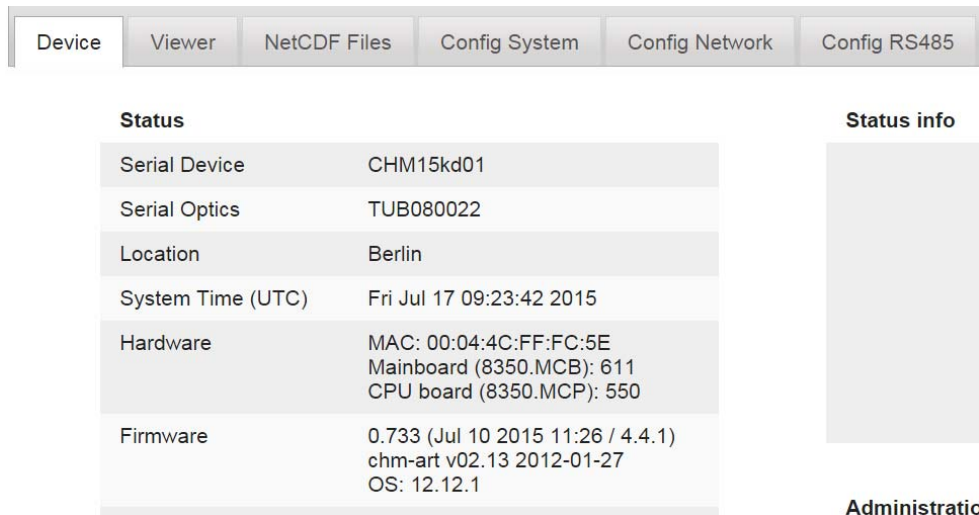 Device Viewer NetCDF Files Config System Config Network Config RS485
Status
Serial Device CHM15kd01
Serial Optics TUB080022
Location Berlin
System Time (UTC) Fri Jul 17 09:23:42 2015
Hardware MAC: 00:04:4C:FF:FC:5E
Mainboard (8350.MCB): 611
CPU board (8350.MCP): 550
Firmware 0.733 (Jul 10 2015 11:26 / 4.4.1)
chm-art v02.13 2012-01-27
OS: 12.12.1
Status info
Administratio